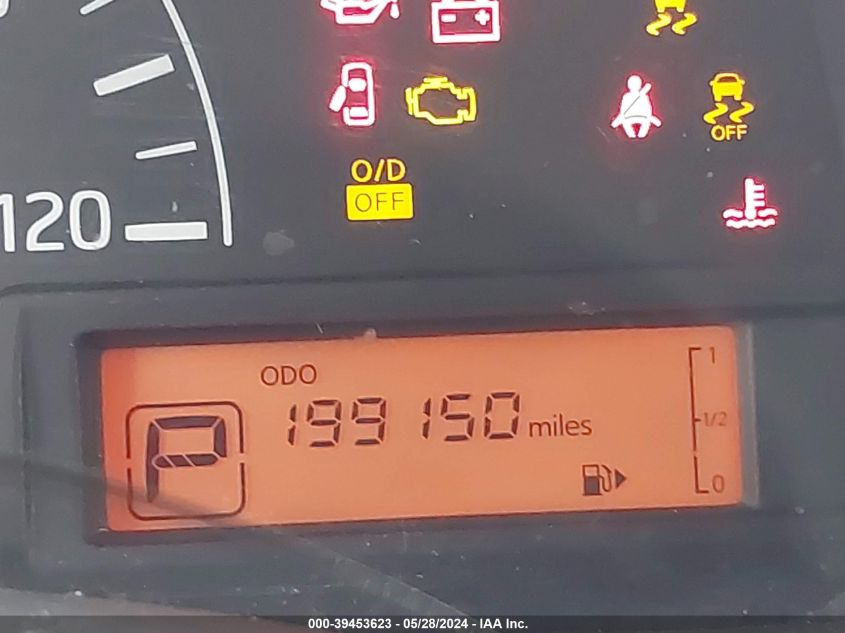 O/D
OFF
OFF
120
ODO
199150 miles
P
1
1/2
0
000-39453623 - 05/28/2024 - IAA Inc.